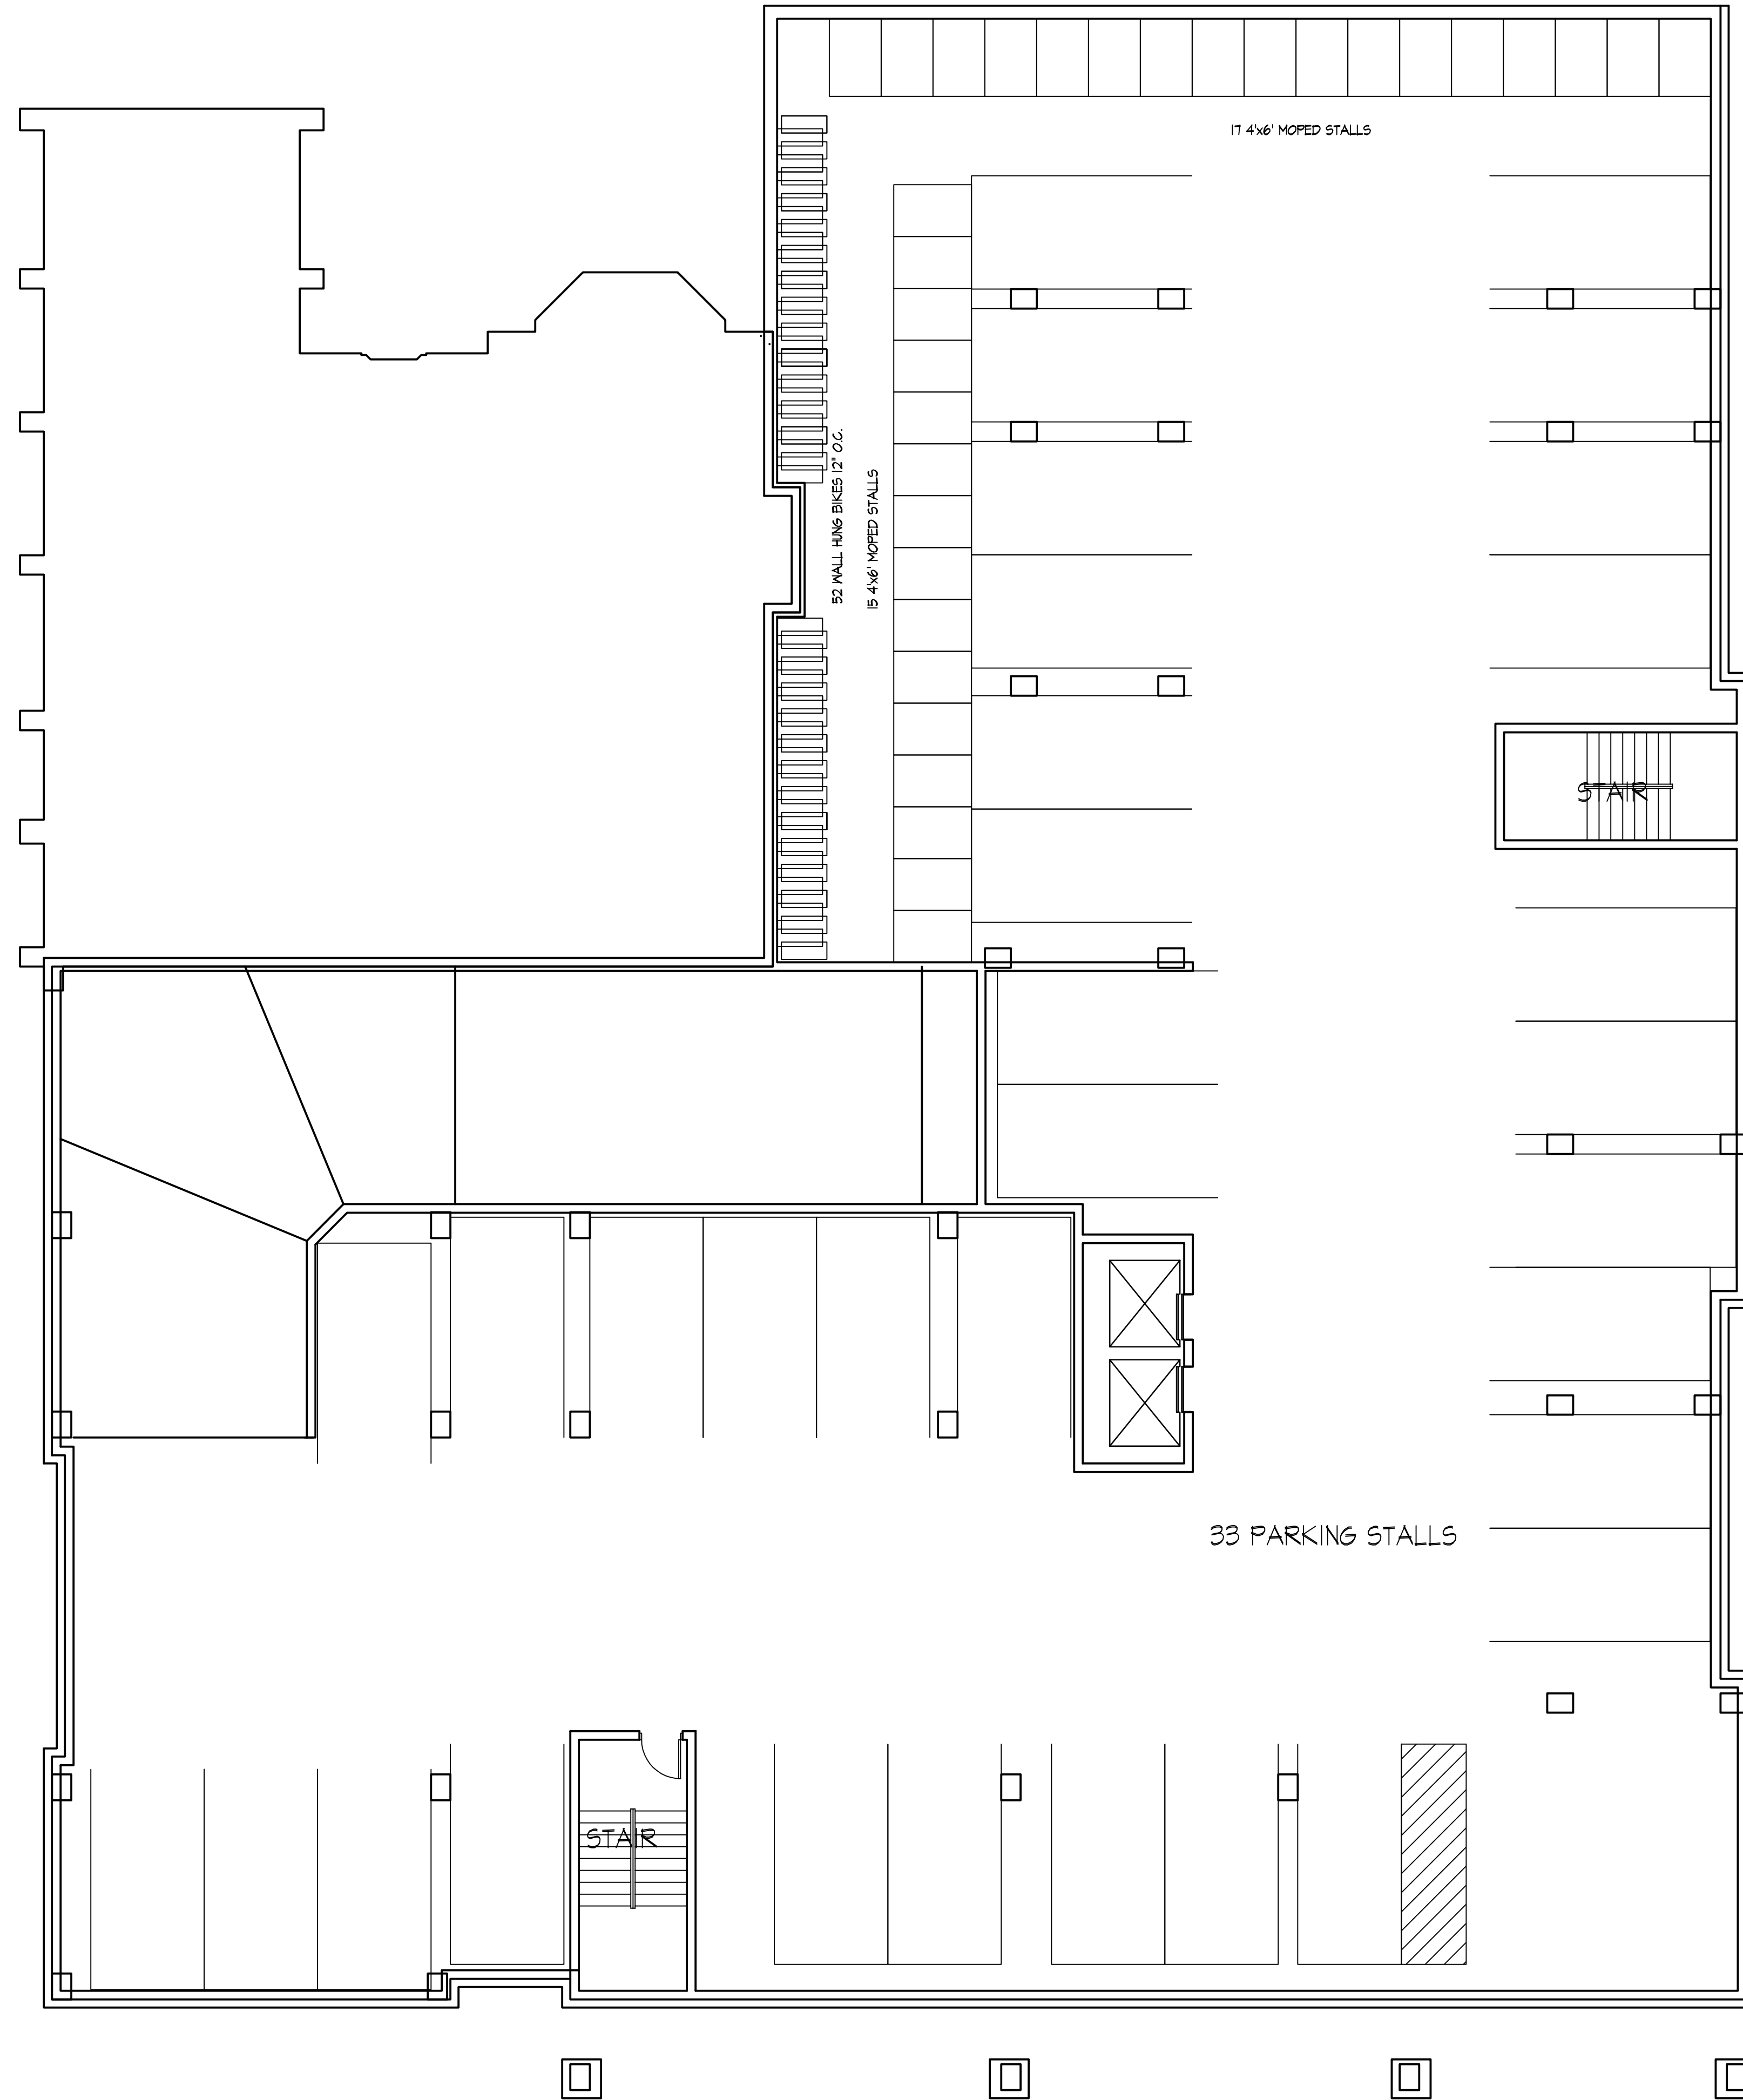 17 4'x6' MOPED STALLS
52 WALL HUNG BIKES 12" O.C.
15 4'x6' MOPED STALLS
STAIR
33 PARKING STALLS
STAIR